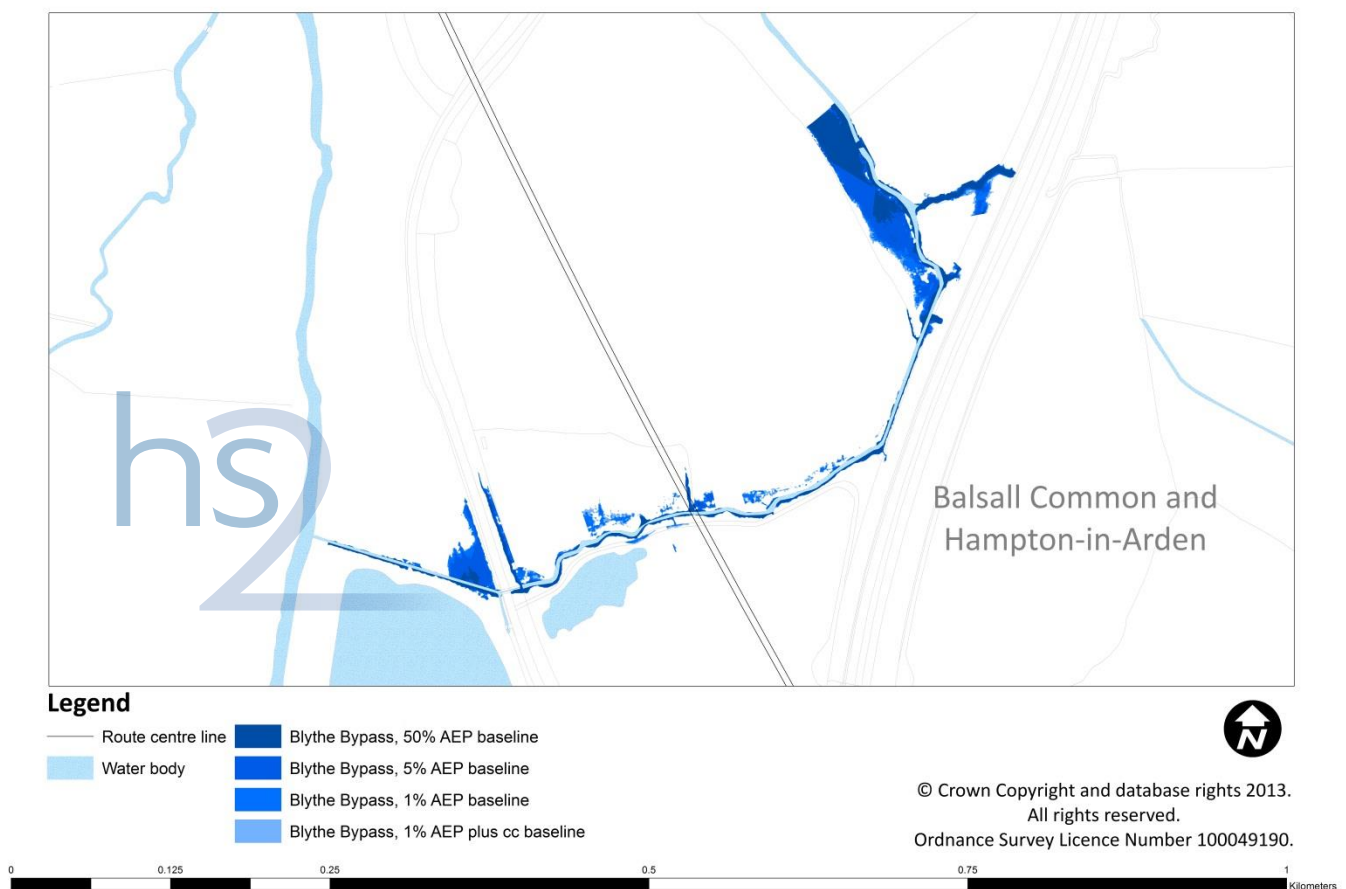 hs2
Balsall Common and
Hampton-in-Arden
Legend
Route centre line
Water body
Blythe Bypass, 50% AEP baseline
Blythe Bypass, 5% AEP baseline
Blythe Bypass, 1% AEP baseline
Blythe Bypass, 1% AEP plus cc baseline
N
© Crown Copyright and database rights 2013.
All rights reserved.
Ordnance Survey Licence Number 100049190.
0 0.125 0.25 0.5 0.75 1
Kilometers